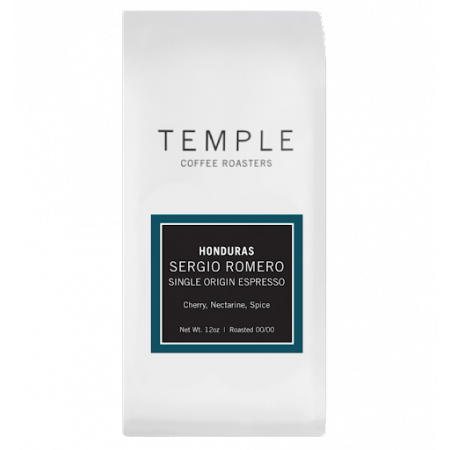 TEMPLE
COFFEE ROASTERS
HONDURAS
SERGIO ROMERO
SINGLE ORIGIN ESPRESSO
Cherry, Nectarine, Spice
Net Wt. 12oz | Roasted 00/00